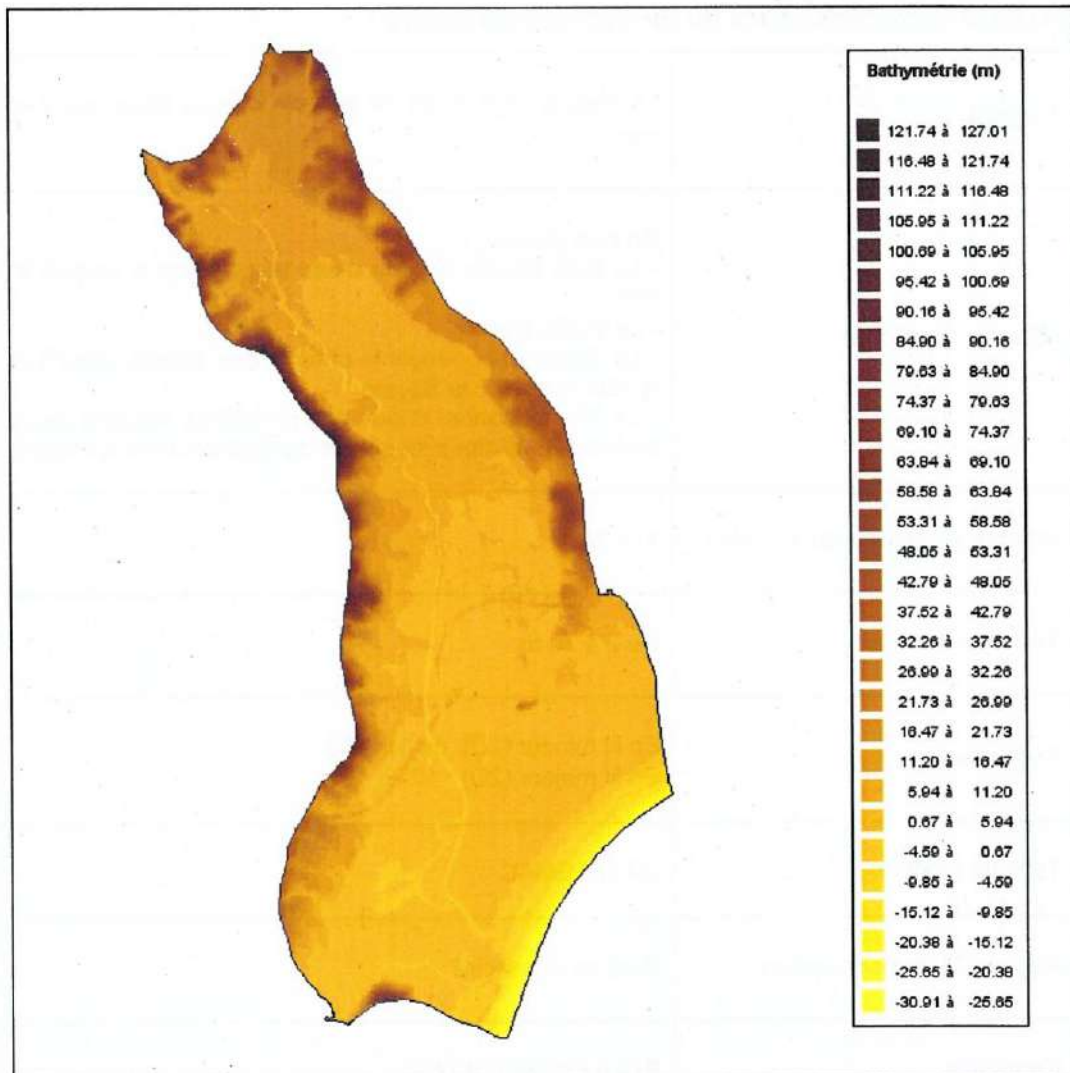 Bathymétrie (m)
121.74 à 127.01
116.48 à 121.74
111.22 à 116.48
105.95 à 111.22
100.69 à 105.95
95.42 à 100.69
90.16 à 95.42
84.90 à 90.16
79.63 à 84.90
74.37 à 79.63
69.10 à 74.37
63.84 à 69.10
58.58 à 63.84
53.31 à 58.58
48.05 à 53.31
42.79 à 48.05
37.52 à 42.79
32.26 à 37.52
26.99 à 32.26
21.73 à 26.99
16.47 à 21.73
11.20 à 16.47
5.94 à 11.20
0.67 à 5.94
-4.59 à 0.67
-9.85 à -4.59
-15.12 à -9.85
-20.38 à -15.12
-25.65 à -20.38
-30.91 à -25.65